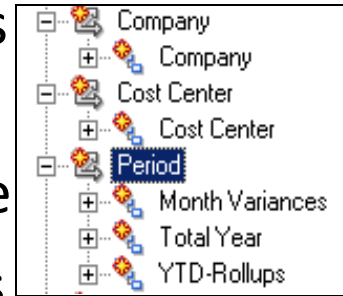 s
Company
Company
Cost Center
Cost Center
Period
e
Month Variances
Total Year
YTD-Rollups